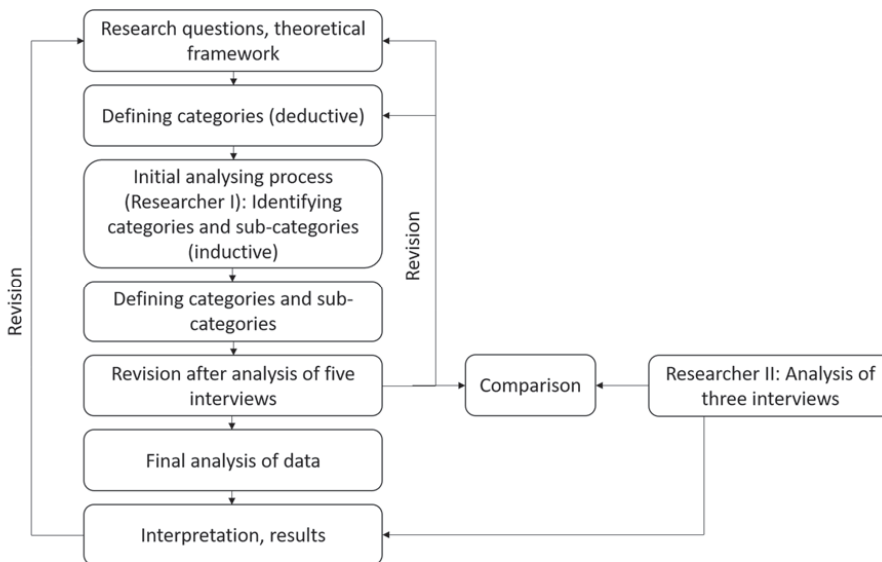 Research questions, theoretical
framework
Defining categories (deductive)
Initial analysing process
(Researcher I): Identifying
categories and sub-categories
(inductive)
Defining categories and sub-
categories
Revision after analysis of five
interviews
Final analysis of data
Interpretation, results
Revision
Revision
Comparison
Researcher II: Analysis of
three interviews